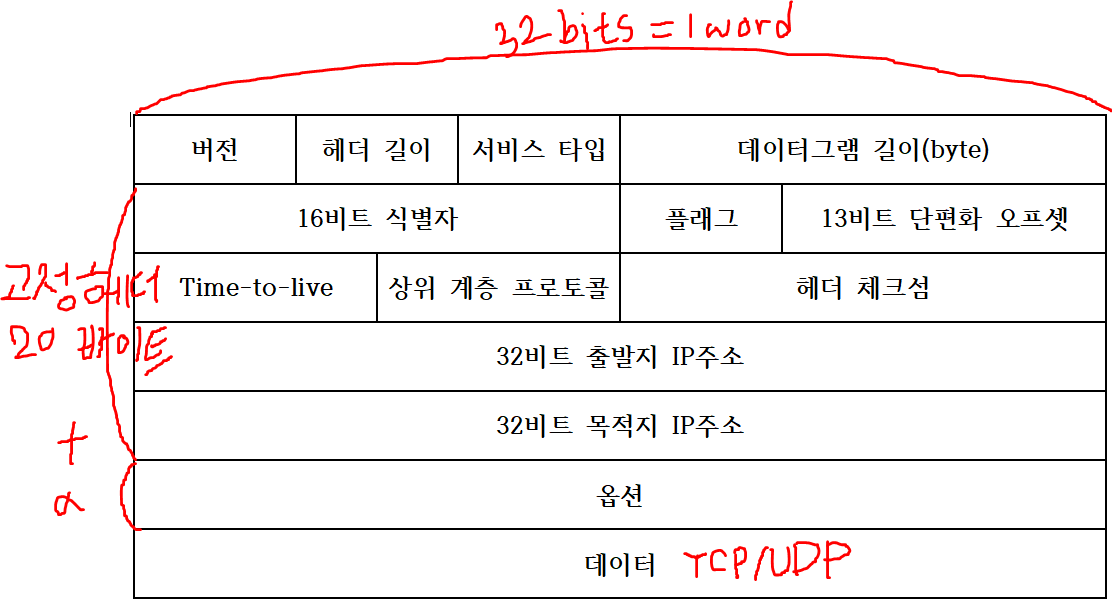 32 bits = 1 word
버전 헤더 길이 서비스 타입 데이터그램 길이(byte)
16비트 식별자 플래그 13비트 단편화 오프셋
고정헤더
20 바이트
Time-to-live 상위 계층 프로토콜 헤더 체크섬
32비트 출발지 IP주소
32비트 목적지 IP주소
+
α
옵션
데이터 TCP/UDP